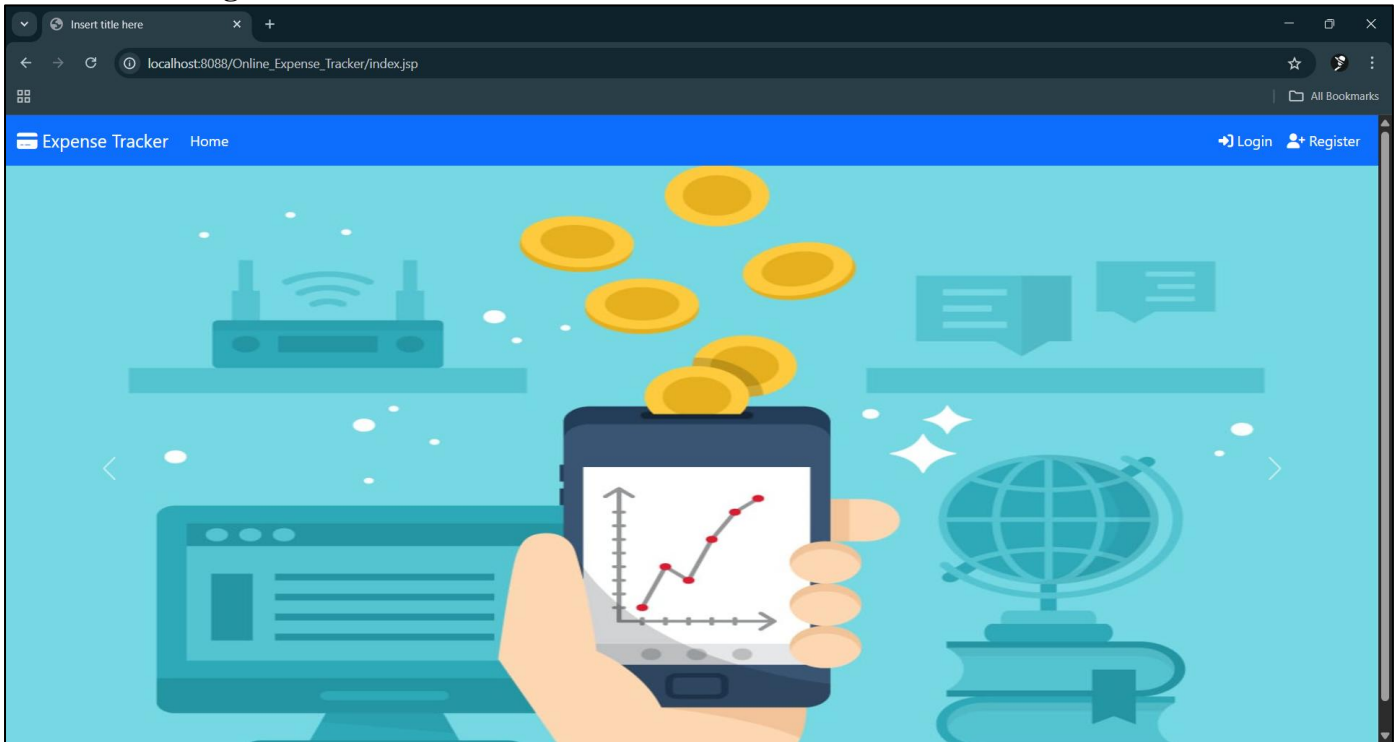 Insert title here
localhost:8088/Online_Expense_Tracker/index.jsp
All Bookmarks
Expense Tracker Home Login Register